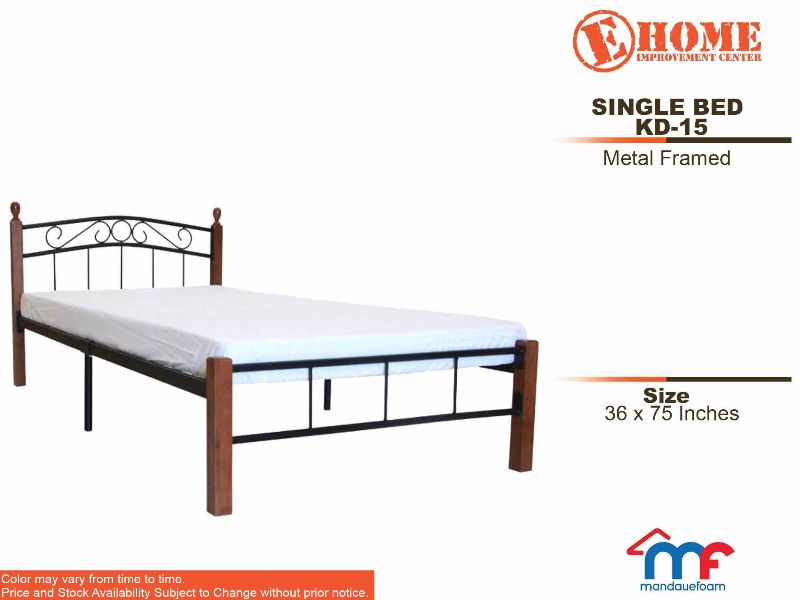 E HOME
IMPROVEMENT CENTER
SINGLE BED
KD-15
Metal Framed
Size
36 x 75 Inches
mf
mandauefoam
Color may vary from time to time.
Price and Stock Availability Subject to Change without prior notice.